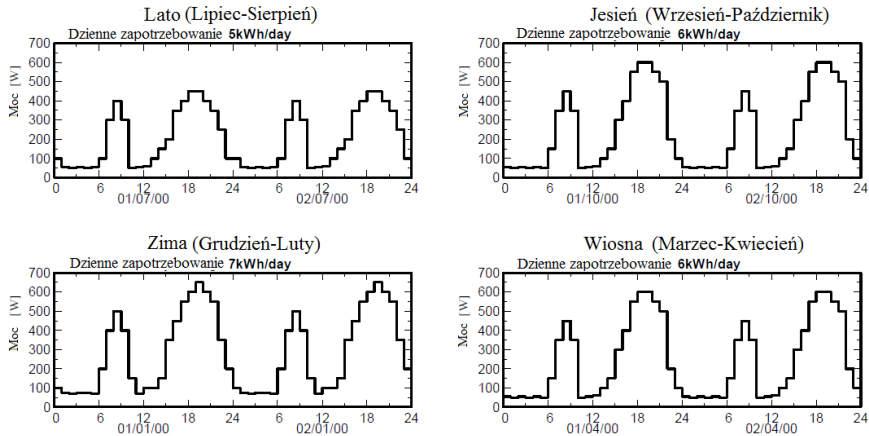 Lato (Lipiec-Sierpień)
Dzienne zapotrzebowanie 5kWh/day
Moc [W]
700
600
500
400
300
200
100
0
0 6 12 18 24 6 12 18 24
01/07/00 02/07/00
Jesień (Wrzesień-Październik)
Dzienne zapotrzebowanie 6kWh/day
Moc [W]
700
600
500
400
300
200
100
0
0 6 12 18 24 6 12 18 24
01/10/00 02/10/00
Zima (Grudzień-Luty)
Dzienne zapotrzebowanie 7kWh/day
Moc [W]
700
600
500
400
300
200
100
0
0 6 12 18 24 6 12 18 24
01/01/00 02/01/00
Wiosna (Marzec-Kwiecień)
Dzienne zapotrzebowanie 6kWh/day
Moc [W]
700
600
500
400
300
200
100
0
0 6 12 18 24 6 12 18 24
01/04/00 02/04/00